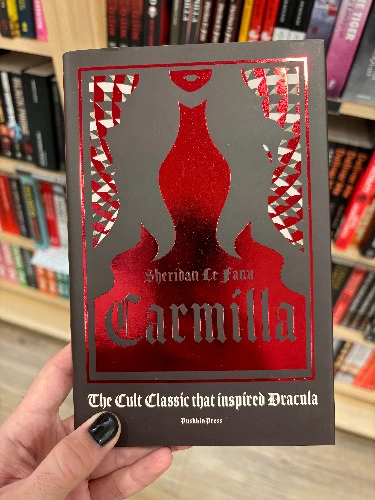 Sheridan Le Fanu
Carmilla
The Cult Classic that inspired Dracula
Pushkin Press